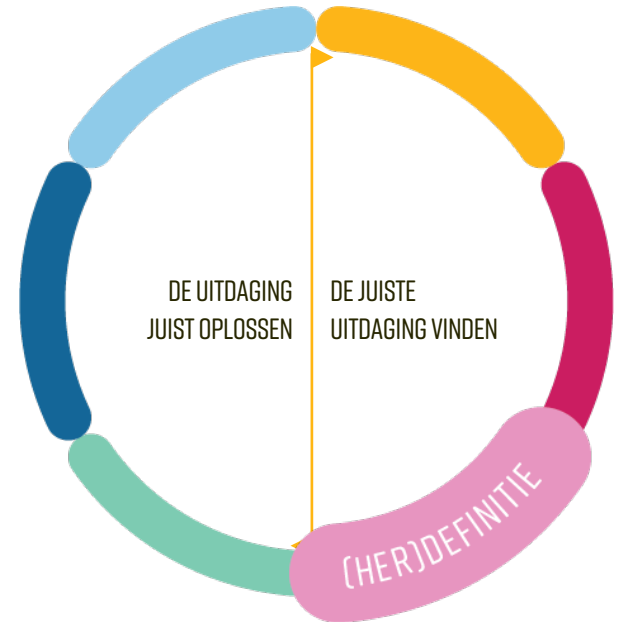 DE UITDAGING
JUIST OPLOSSEN
DE JUISTE
UITDAGING VINDEN
(HER)DEFINITIE